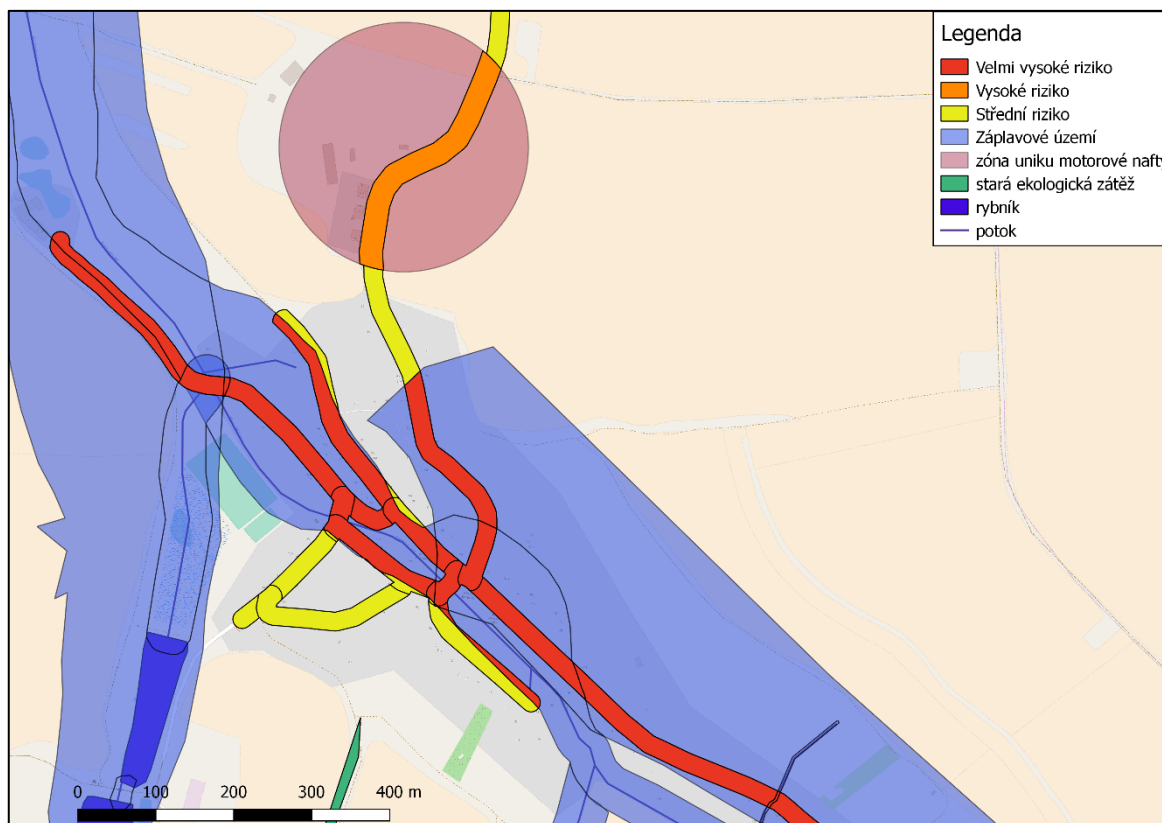 Legenda
Velmi vysoké riziko
Vysoké riziko
Střední riziko
Záplavové území
zóna uniku motorové nafty
stará ekologická zátěž
rybník
potok
0 100 200 300 400 m